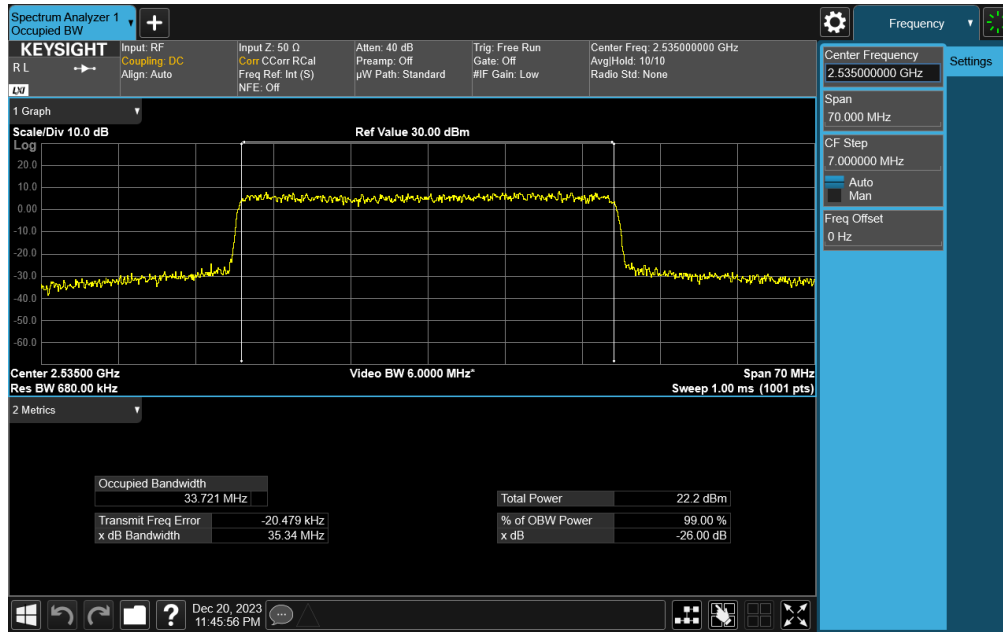 Spectrum Analyzer 1
Occupied BW
Frequency
KEYSIGHT
R L
LXI
Input: RF
Coupling: DC
Align: Auto
Input Z: 50 Ω
Corr CCorr RCal
Freq Ref: Int (S)
NFE: Off
Atten: 40 dB
Preamp: Off
µW Path: Standard
Trig: Free Run
Gate: Off
#IF Gain: Low
Center Freq: 2.535000000 GHz
Avg|Hold: 10/10
Radio Std: None
Center Frequency
2.535000000 GHz
Settings
Span
70.000 MHz
CF Step
7.000000 MHz
Auto
Man
Freq Offset
0 Hz
1 Graph
Scale/Div 10.0 dB
Ref Value 30.00 dBm
Log
20.0
10.0
0.00
-10.0
-20.0
-30.0
-40.0
-50.0
-60.0
Center 2.53500 GHz
Video BW 6.0000 MHz*
Span 70 MHz
Res BW 680.00 kHz
Sweep 1.00 ms (1001 pts)
2 Metrics
Occupied Bandwidth
33.721 MHz
Total Power 22.2 dBm
Transmit Freq Error -20.479 kHz
% of OBW Power 99.00 %
x dB Bandwidth 35.34 MHz
x dB -26.00 dB
?
Dec 20, 2023
11:45:56 PM